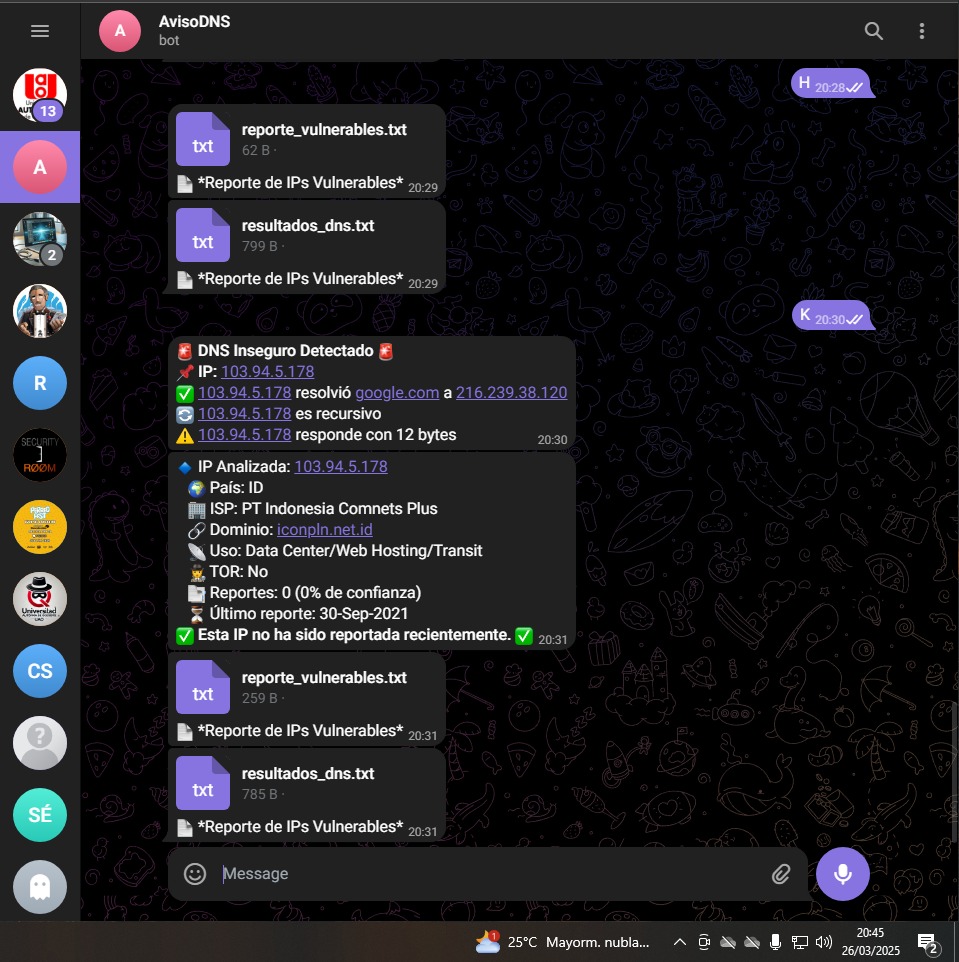 A
AvisoDNS
bot
H 20:28
13
txt
reporte_vulnerables.txt
62 B ·
*Reporte de IPs Vulnerables* 20:29
A
txt
resultados_dns.txt
799 B ·
*Reporte de IPs Vulnerables* 20:29
2
K 20:30
DNS Inseguro Detectado
IP: 103.94.5.178
103.94.5.178 resolvió google.com a 216.239.38.120
103.94.5.178 es recursivo
103.94.5.178 responde con 12 bytes
20:30
R
SECURITY
RØØM
IP Analizada: 103.94.5.178
País: ID
ISP: PT Indonesia Comnets Plus
Dominio: iconpln.net.id
Uso: Data Center/Web Hosting/Transit
TOR: No
Reportes: 0 (0% de confianza)
Último reporte: 30-Sep-2021
Esta IP no ha sido reportada recientemente. 20:31
Universidad
CS
txt
reporte_vulnerables.txt
259 B ·
*Reporte de IPs Vulnerables* 20:31
txt
resultados_dns.txt
785 B ·
*Reporte de IPs Vulnerables* 20:31
SÉ
Message
1
25°C Mayorm. nubla...
20:45
26/03/2025
2